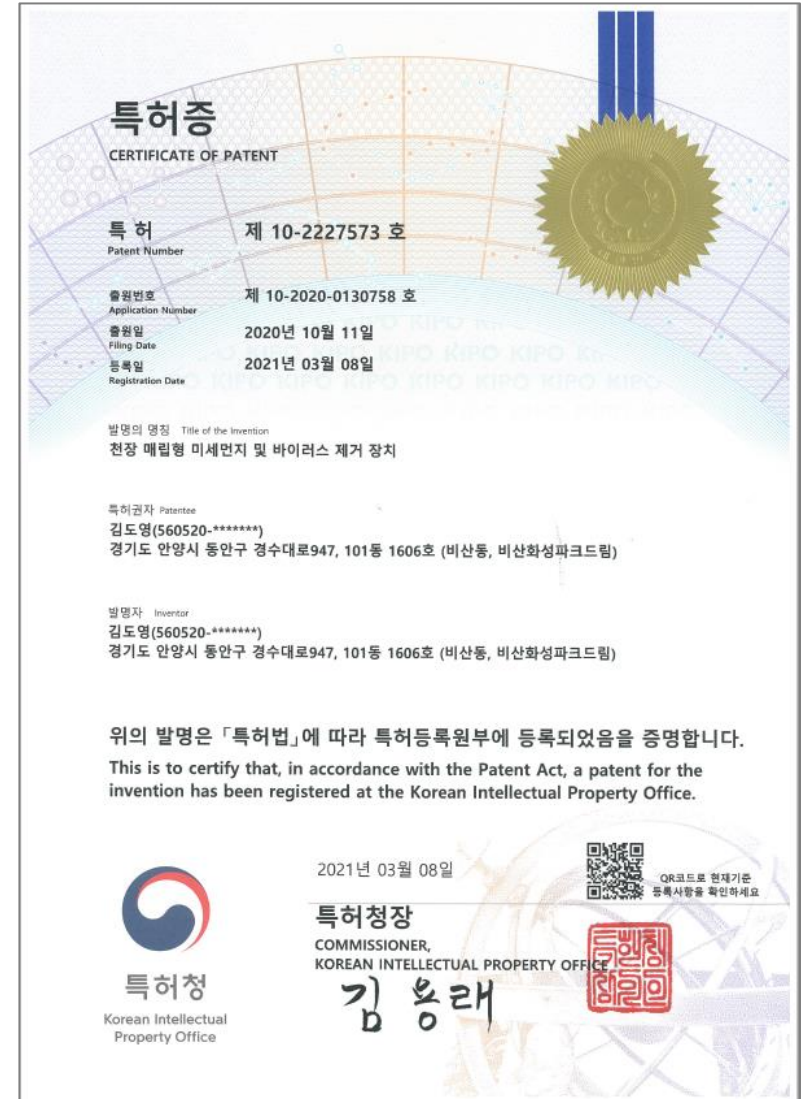 특허증
CERTIFICATE OF PATENT
특 허 제 10-2227573 호
Patent Number
출원번호 제 10-2020-0130758 호
Application Number
출원일 2020년 10월 11일
Filing Date
등록일 2021년 03월 08일
Registration Date
발명의 명칭 Title of the Invention
천장 매립형 미세먼지 및 바이러스 제거 장치
특허권자 Patentee
김도영(560520-*******)
경기도 안양시 동안구 경수대로947, 101동 1606호 (비산동, 비산화성파크드림)
발명자 Inventor
김도영(560520-*******)
경기도 안양시 동안구 경수대로947, 101동 1606호 (비산동, 비산화성파크드림)
위의 발명은 「특허법」에 따라 특허등록원부에 등록되었음을 증명합니다.
This is to certify that, in accordance with the Patent Act, a patent for the
invention has been registered at the Korean Intellectual Property Office.
2021년 03월 08일
QR코드로 현재기준
등록사항을 확인하세요
특허청장
COMMISSIONER,
KOREAN INTELLECTUAL PROPERTY OFFICE
김 용 래
특허청
Korean Intellectual
Property Office